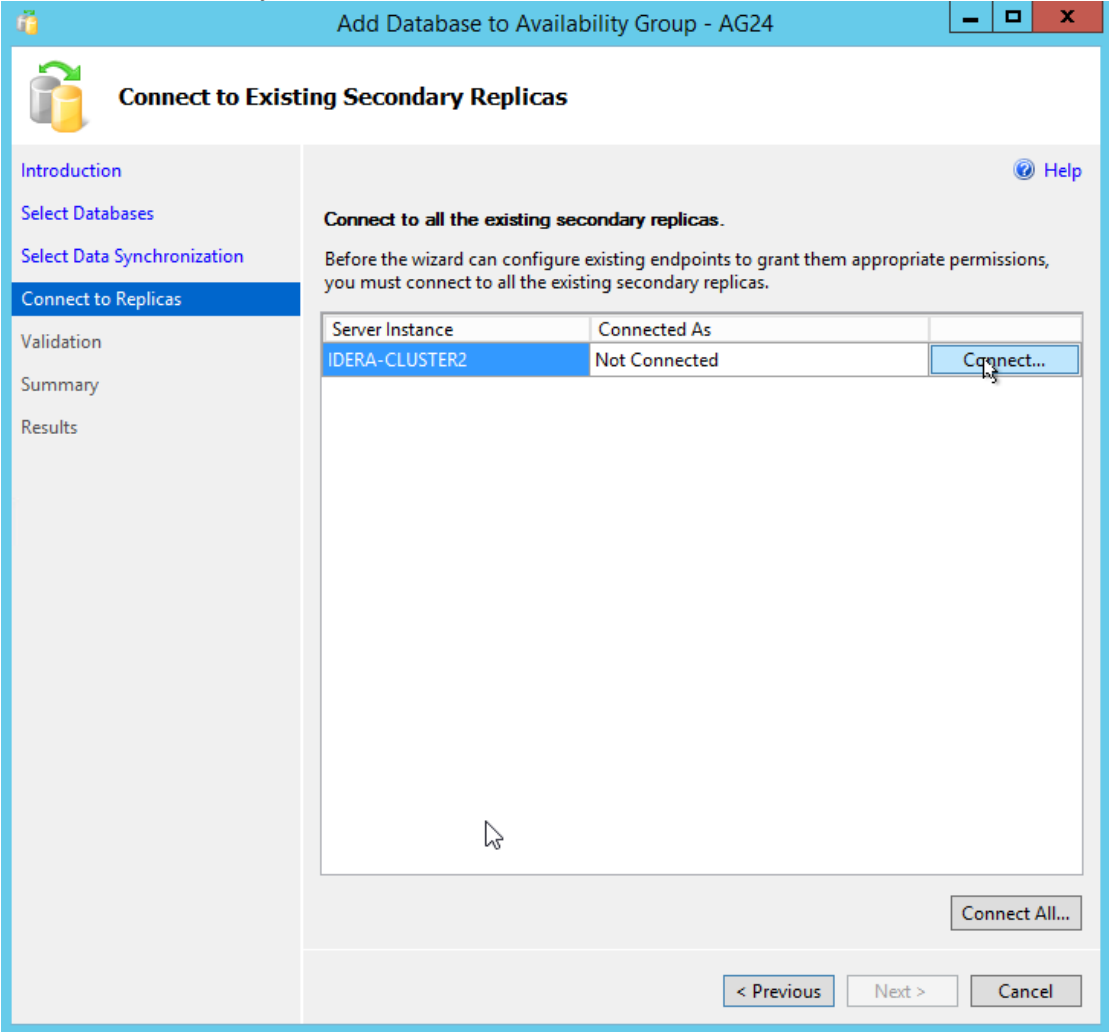 Add Database to Availability Group - AG24
Connect to Existing Secondary Replicas
Introduction
Select Databases
Select Data Synchronization
Connect to Replicas
Validation
Summary
Results
Help
Connect to all the existing secondary replicas.
Before the wizard can configure existing endpoints to grant them appropriate permissions,
you must connect to all the existing secondary replicas.
Server Instance Connected As
IDERA-CLUSTER2 Not Connected Connect...
Connect All...
< Previous Next > Cancel